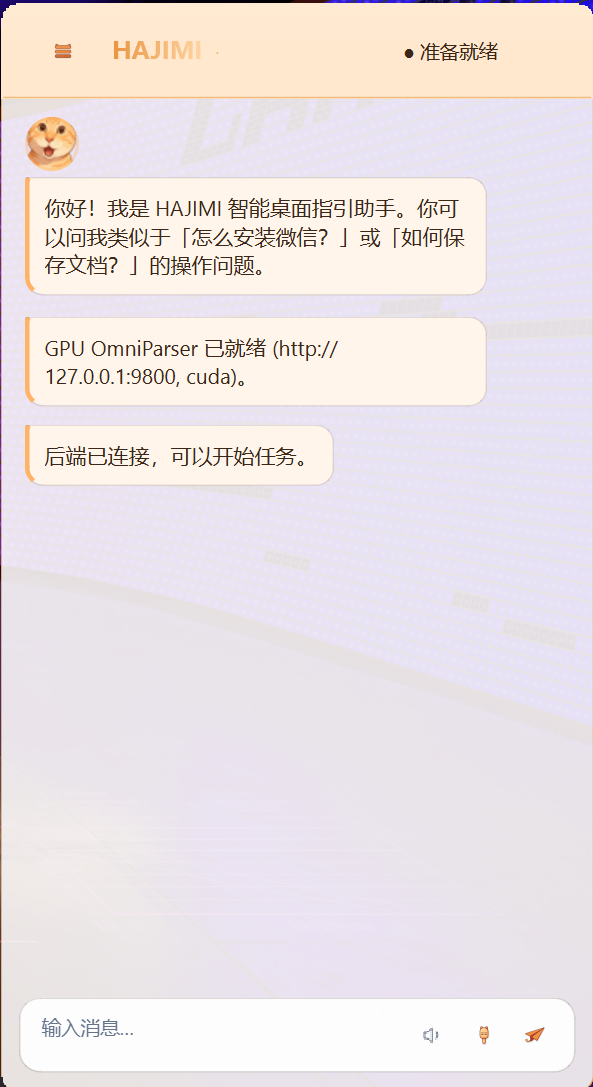 HAJIMI
● 准备就绪
你好！我是 HAJIMI 智能桌面指引助手。你可
以问我类似于「怎么安装微信？」或「如何保
存文档？」的操作问题。
GPU OmniParser 已就绪 (http://
127.0.0.1:9800, cuda)。
后端已连接，可以开始任务。
输入消息...